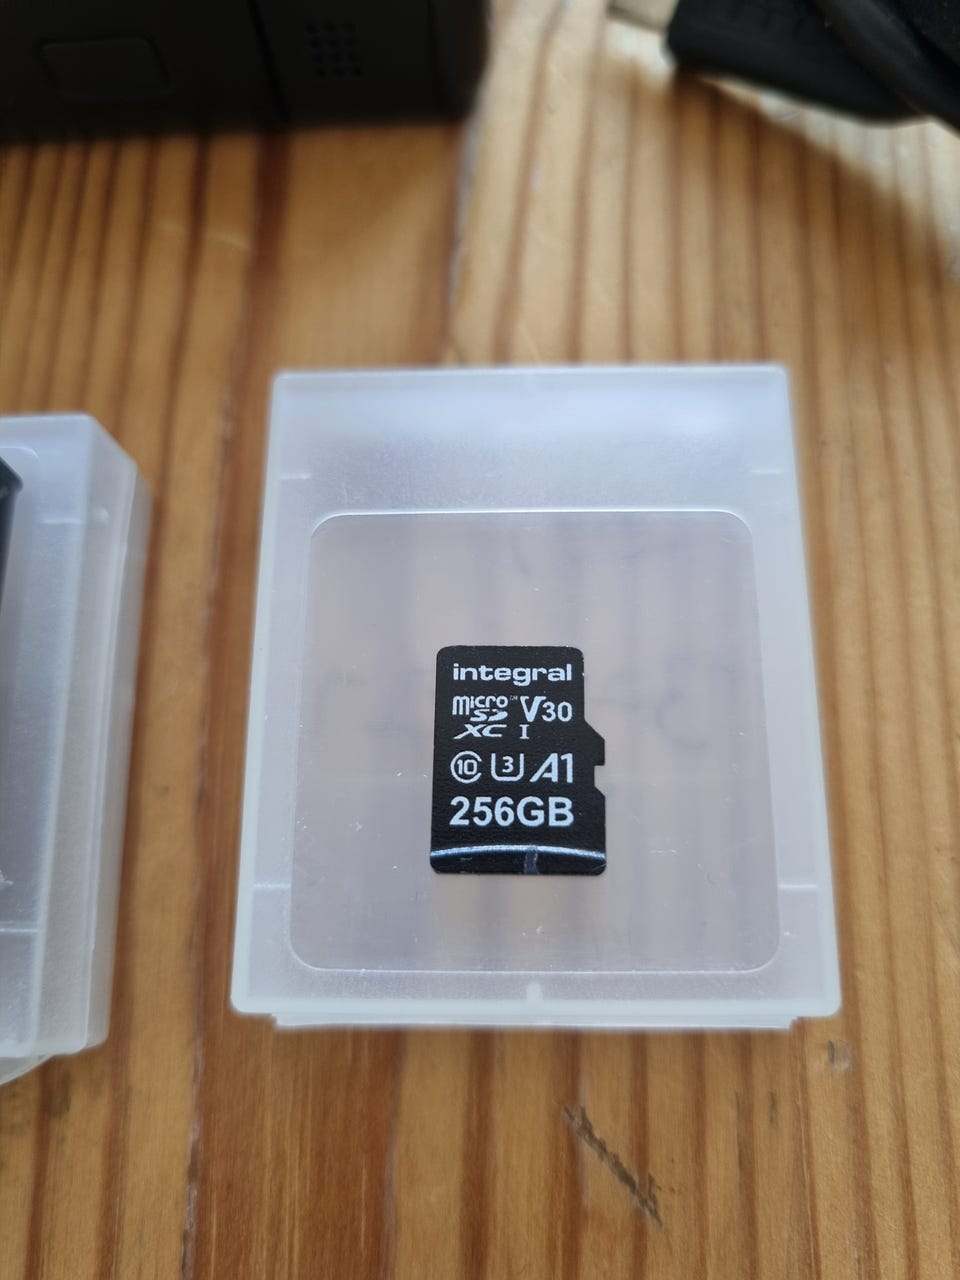 integral
micro SD XC I V30
10 U3 A1
256GB